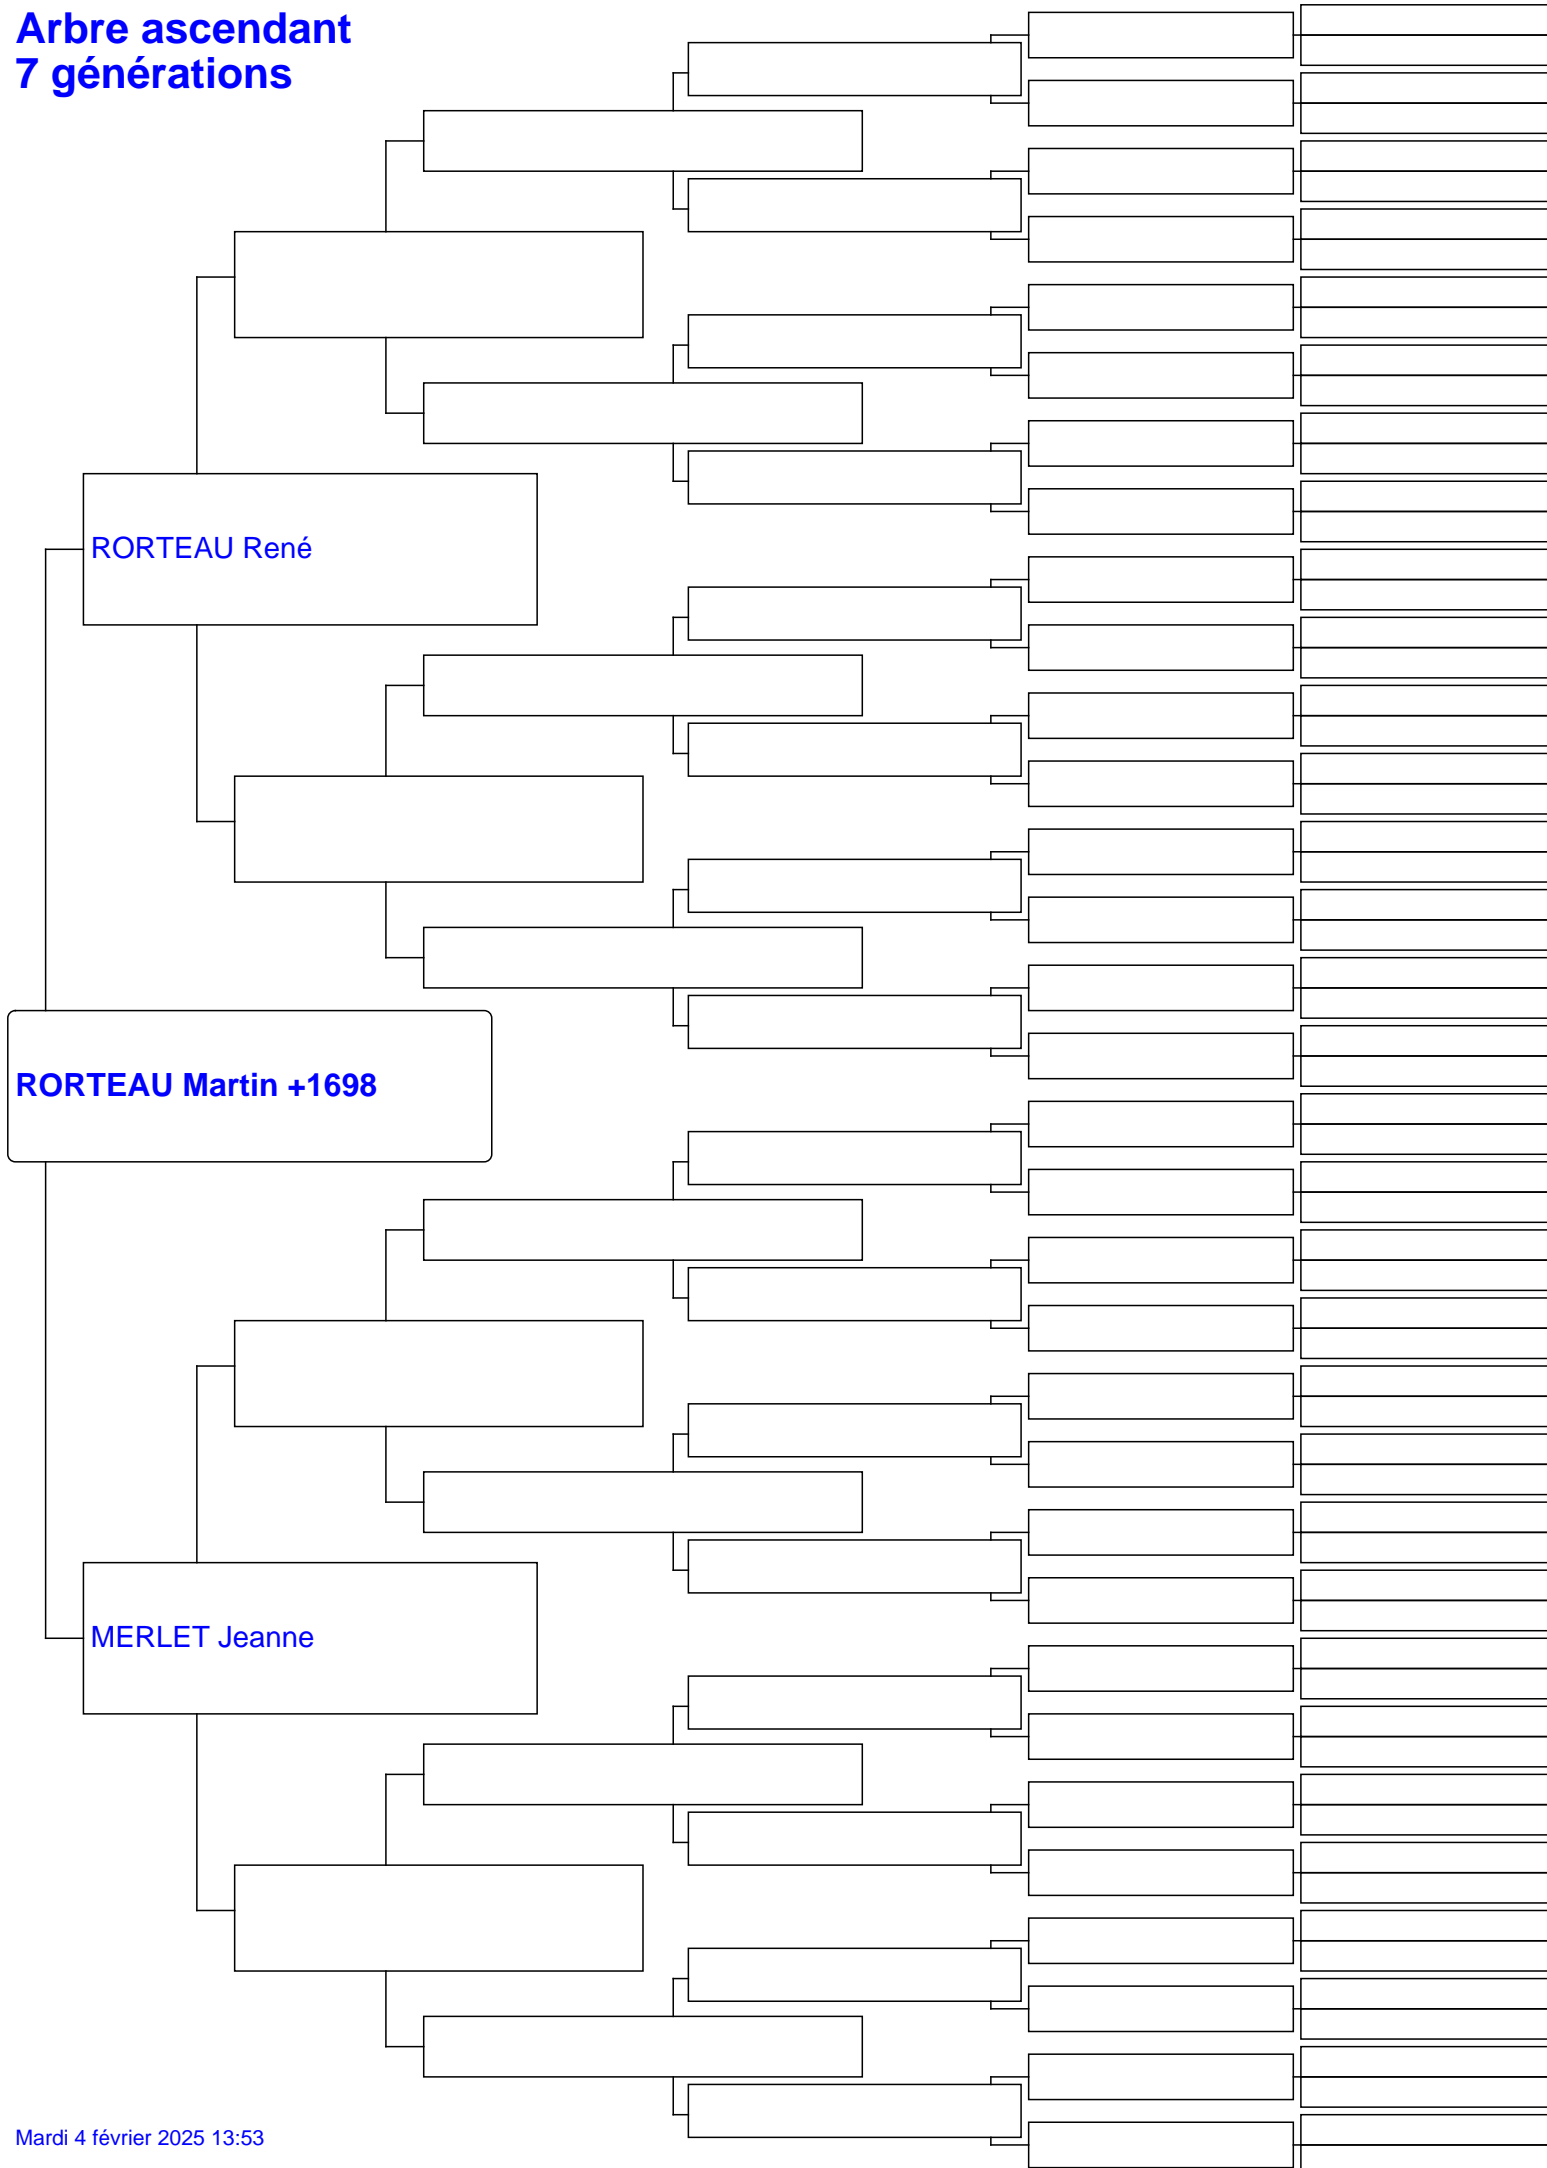 Arbre ascendant
7 générations
RORTEAU René
RORTEAU Martin +1698
MERLET Jeanne
Mardi 4 février 2025 13:53